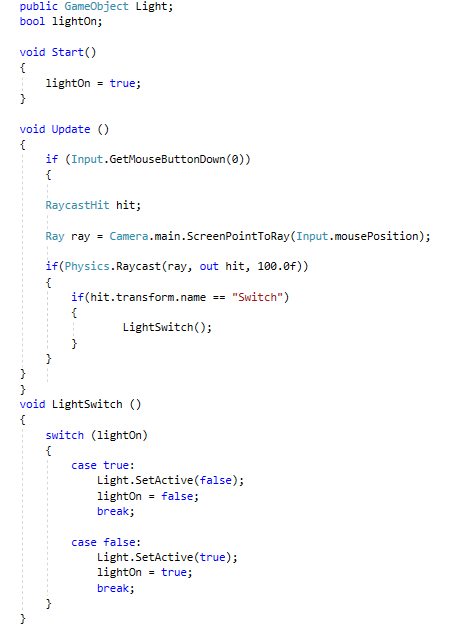 public GameObject Light;
bool lightOn;

void Start()
{
    lightOn = true;
}

void Update ()
{
    if (Input.GetMouseButtonDown(0))
    {

    RaycastHit hit;

    Ray ray = Camera.main.ScreenPointToRay(Input.mousePosition);

    if(Physics.Raycast(ray, out hit, 100.0f))
    {
        if(hit.transform.name == "Switch")
        {
                LightSwitch();
        }
    }
}
}
void LightSwitch ()
{
    switch (lightOn)
    {
        case true:
            Light.SetActive(false);
            lightOn = false;
            break;

        case false:
            Light.SetActive(true);
            lightOn = true;
            break;
    }
}